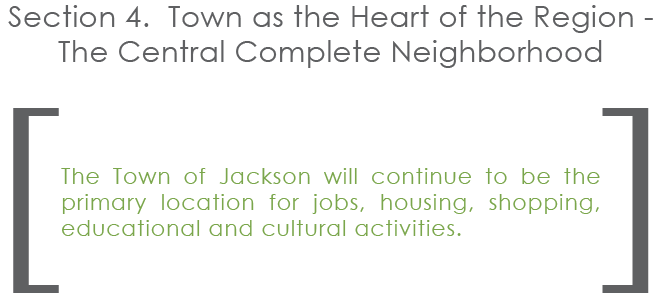 Section 4.  Town as the Heart of the Region -
The Central Complete Neighborhood
The Town of Jackson will continue to be the
primary location for jobs, housing, shopping,
educational and cultural activities.